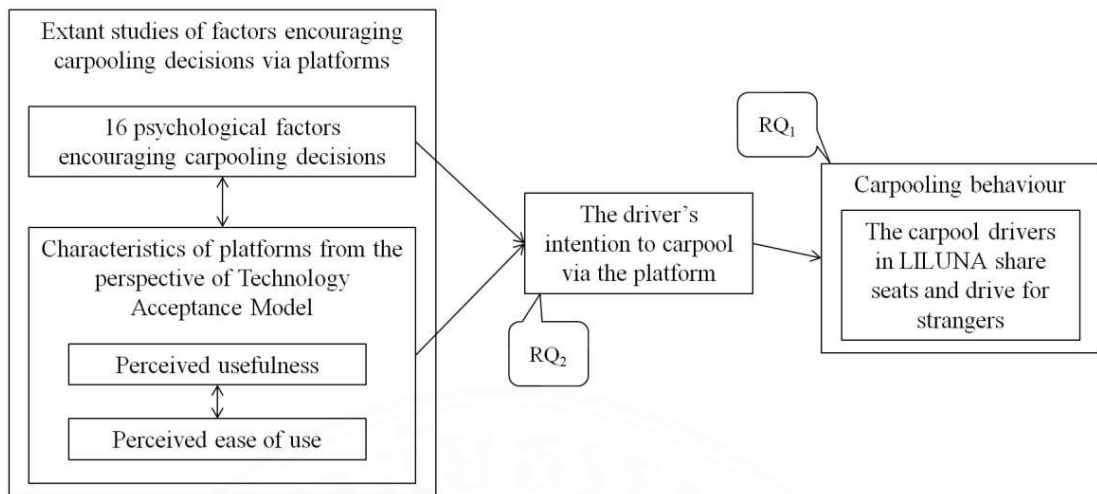 Extant studies of factors encouraging
carpooling decisions via platforms
16 psychological factors
encouraging carpooling decisions
Characteristics of platforms from the
perspective of Technology
Acceptance Model
Perceived usefulness
Perceived ease of use
The driver’s
intention to carpool
via the platform
RQ₂
RQ₁
Carpooling behaviour
The carpool drivers
in LILUNA share
seats and drive for
strangers